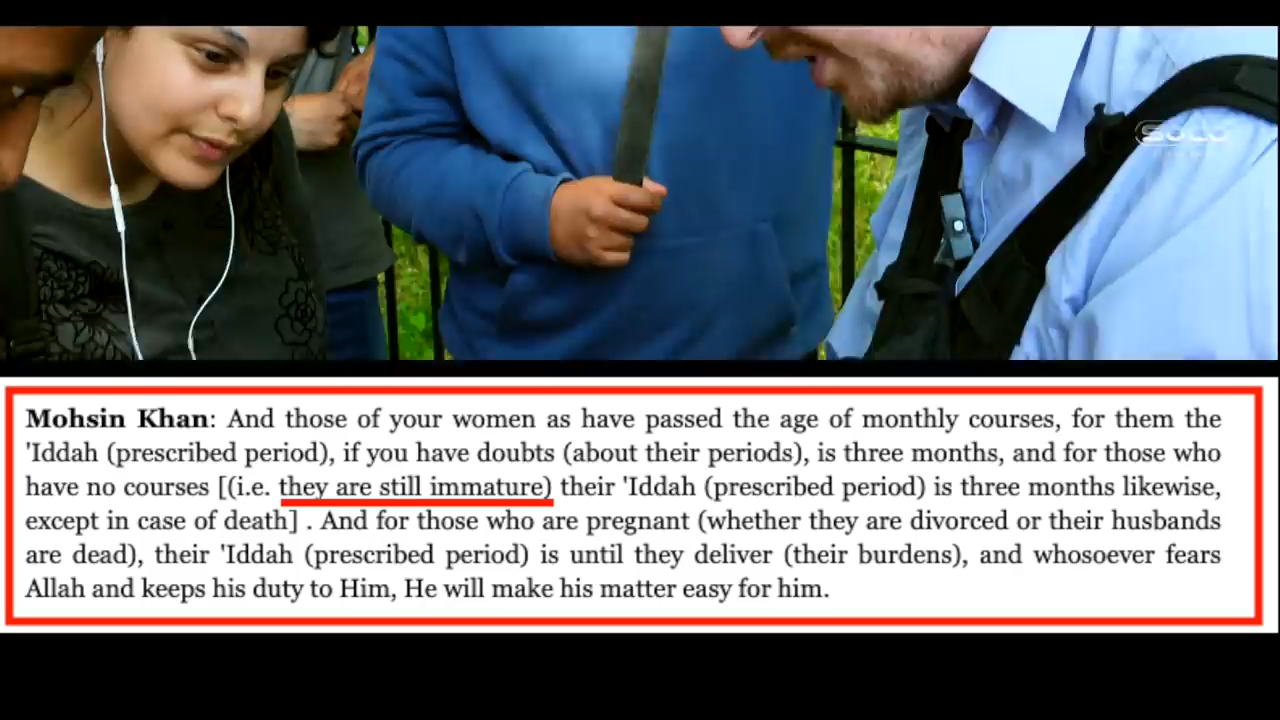 SOCO
Mohsin Khan: And those of your women as have passed the age of monthly courses, for them the
'Iddah (prescribed period), if you have doubts (about their periods), is three months, and for those who
have no courses [(i.e. they are still immature) their 'Iddah (prescribed period) is three months likewise,
except in case of death] . And for those who are pregnant (whether they are divorced or their husbands
are dead), their 'Iddah (prescribed period) is until they deliver (their burdens), and whosoever fears
Allah and keeps his duty to Him, He will make his matter easy for him.